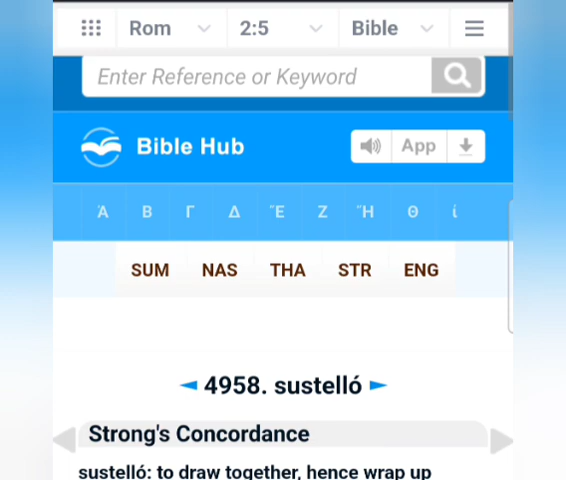 Rom 2:5 Bible
Enter Reference or Keyword
Bible Hub App
Ἀ Β Γ Δ Ἕ Ζ Ἥ Θ ἰ
SUM NAS THA STR ENG
◄ 4958. sustelló ►
Strong's Concordance
sustelló: to draw together, hence wrap up